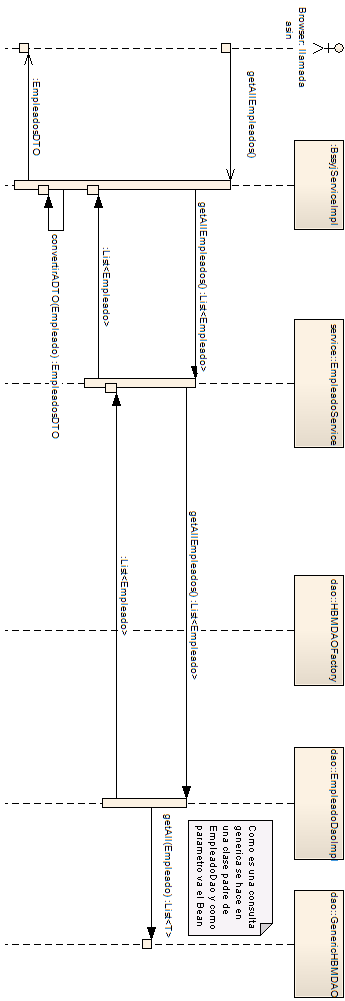 Browser: llamada
asin
:BssyjServiceImpl
service::EmpleadoService
dao::HBMDAOFactory
dao::EmpleadoDaoImpl
dao::GenericHBMDAO
getAllEmpleados()
getAllEmpleados() :List<Empleado>
getAllEmpleados() :List<Empleado>
Como es una consulta
generica se hace en
una clase padre de
EmpleadoDao y como
parametro va el Bean
getAll(Empleado) :List<T>
:List<Empleado>
:List<Empleado>
convertirADTO(Empleado) :EmpleadosDTO
:EmpleadosDTO